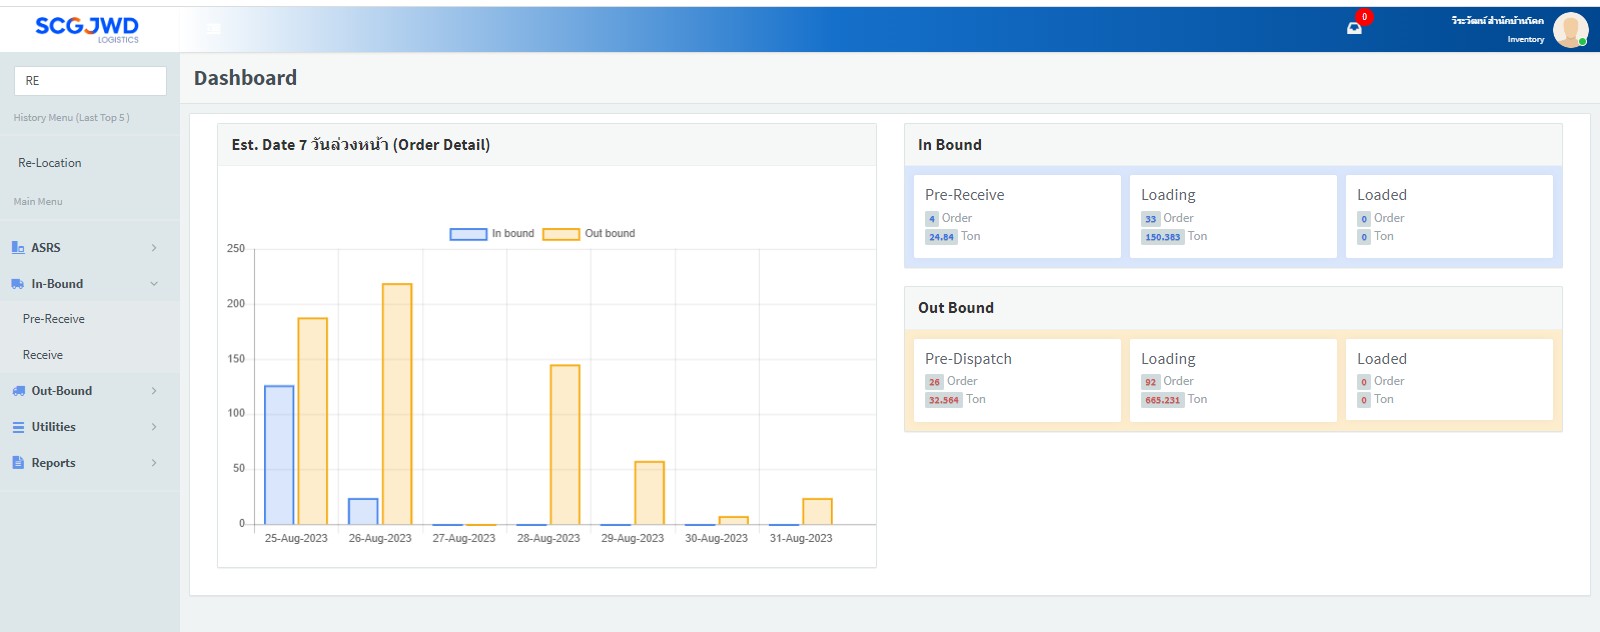 SCGJWD
LOGISTICS
0
วีระวัฒน์ สำนักบ้านโคก
Inventory
RE
History Menu (Last Top 5 )
Re-Location
Main Menu
ASRS
In-Bound
Pre-Receive
Receive
Out-Bound
Utilities
Reports
Dashboard
Est. Date 7 วันล่วงหน้า (Order Detail)
In bound Out bound
250
200
150
100
50
0
25-Aug-2023 26-Aug-2023 27-Aug-2023 28-Aug-2023 29-Aug-2023 30-Aug-2023 31-Aug-2023
In Bound
Pre-Receive
4 Order
24.84 Ton
Loading
33 Order
150.383 Ton
Loaded
0 Order
0 Ton
Out Bound
Pre-Dispatch
26 Order
32.564 Ton
Loading
92 Order
665.231 Ton
Loaded
0 Order
0 Ton